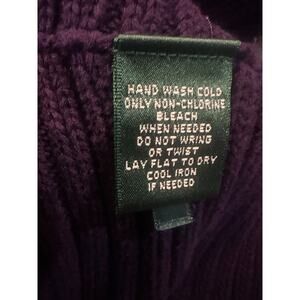 HAND WASH COLD
ONLY NON-CHLORINE
BLEACH
WHEN NEEDED
DO NOT WRING
OR TWIST
LAY FLAT TO DRY
COOL IRON
IF NEEDED